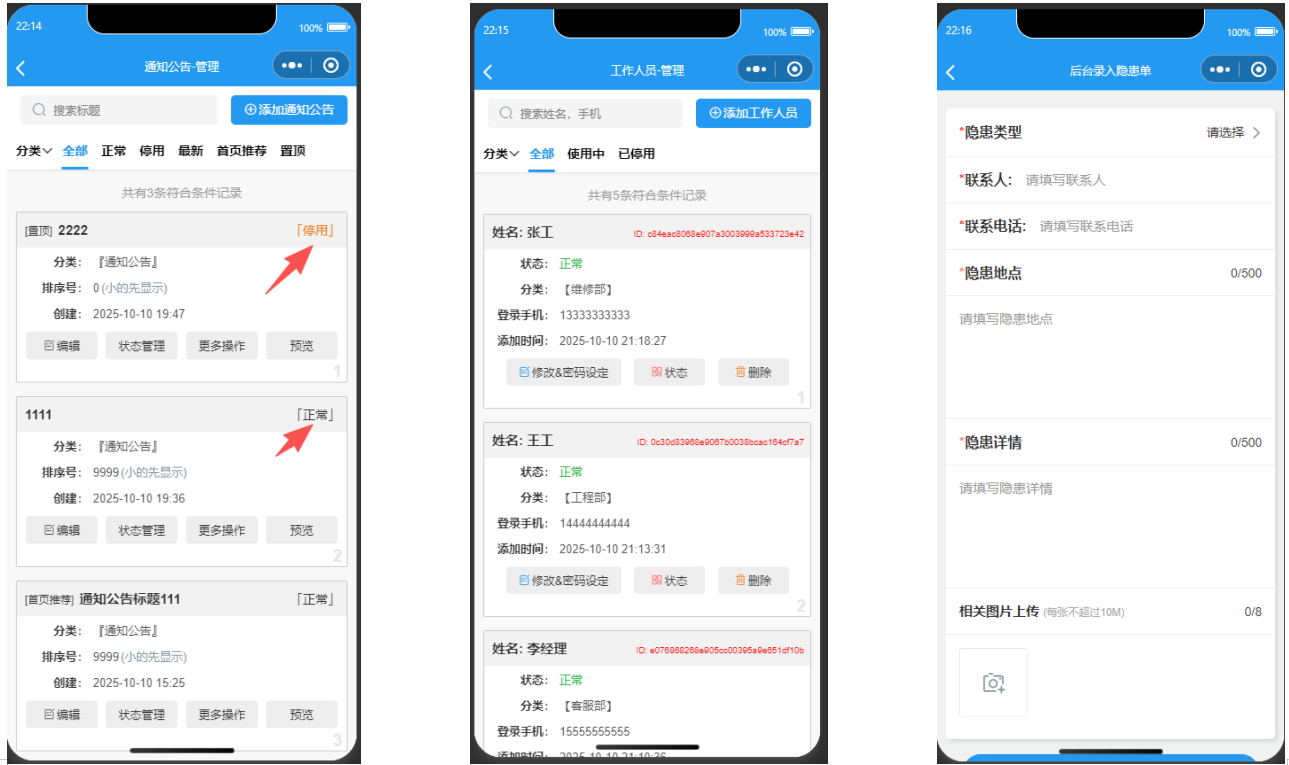 22:14
100%
通知公告-管理
搜索标题
添加通知公告
分类 全部 正常 停用 最新 首页推荐 置顶
共有3条符合条件记录
[置顶] 2222 「停用」
分类: 『通知公告』
排序号: 0 (小的先显示)
创建: 2025-10-10 19:47
编辑 状态管理 更多操作 预览
1
1111 「正常」
分类: 『通知公告』
排序号: 9999 (小的先显示)
创建: 2025-10-10 19:36
编辑 状态管理 更多操作 预览
2
[首页推荐] 通知公告标题111 「正常」
分类: 『通知公告』
排序号: 9999 (小的先显示)
创建: 2025-10-10 15:25
编辑 状态管理 更多操作 预览
3
22:15
100%
工作人员-管理
搜索姓名, 手机
添加工作人员
分类 全部 使用中 已停用
共有5条符合条件记录
姓名: 张工 ID: c84eac8068e907a3003999a533723e42
状态: 正常
分类: 【维修部】
登录手机: 13333333333
添加时间: 2025-10-10 21:18:27
修改&密码设定 状态 删除
1
姓名: 王工 ID: 0c30d83968e9067b0038bcac164cf7a7
状态: 正常
分类: 【工程部】
登录手机: 14444444444
添加时间: 2025-10-10 21:13:31
修改&密码设定 状态 删除
2
姓名: 李经理 ID: e076868268e905cc00395a9e651df10b
状态: 正常
分类: 【客服部】
登录手机: 15555555555
添加时间: 2025-10-10 21:10:36
22:16
100%
后台录入隐患单
*隐患类型 请选择
*联系人: 请填写联系人
*联系电话: 请填写联系电话
*隐患地点 0/500
请填写隐患地点
*隐患详情 0/500
请填写隐患详情
相关图片上传 (每张不超过10M) 0/8